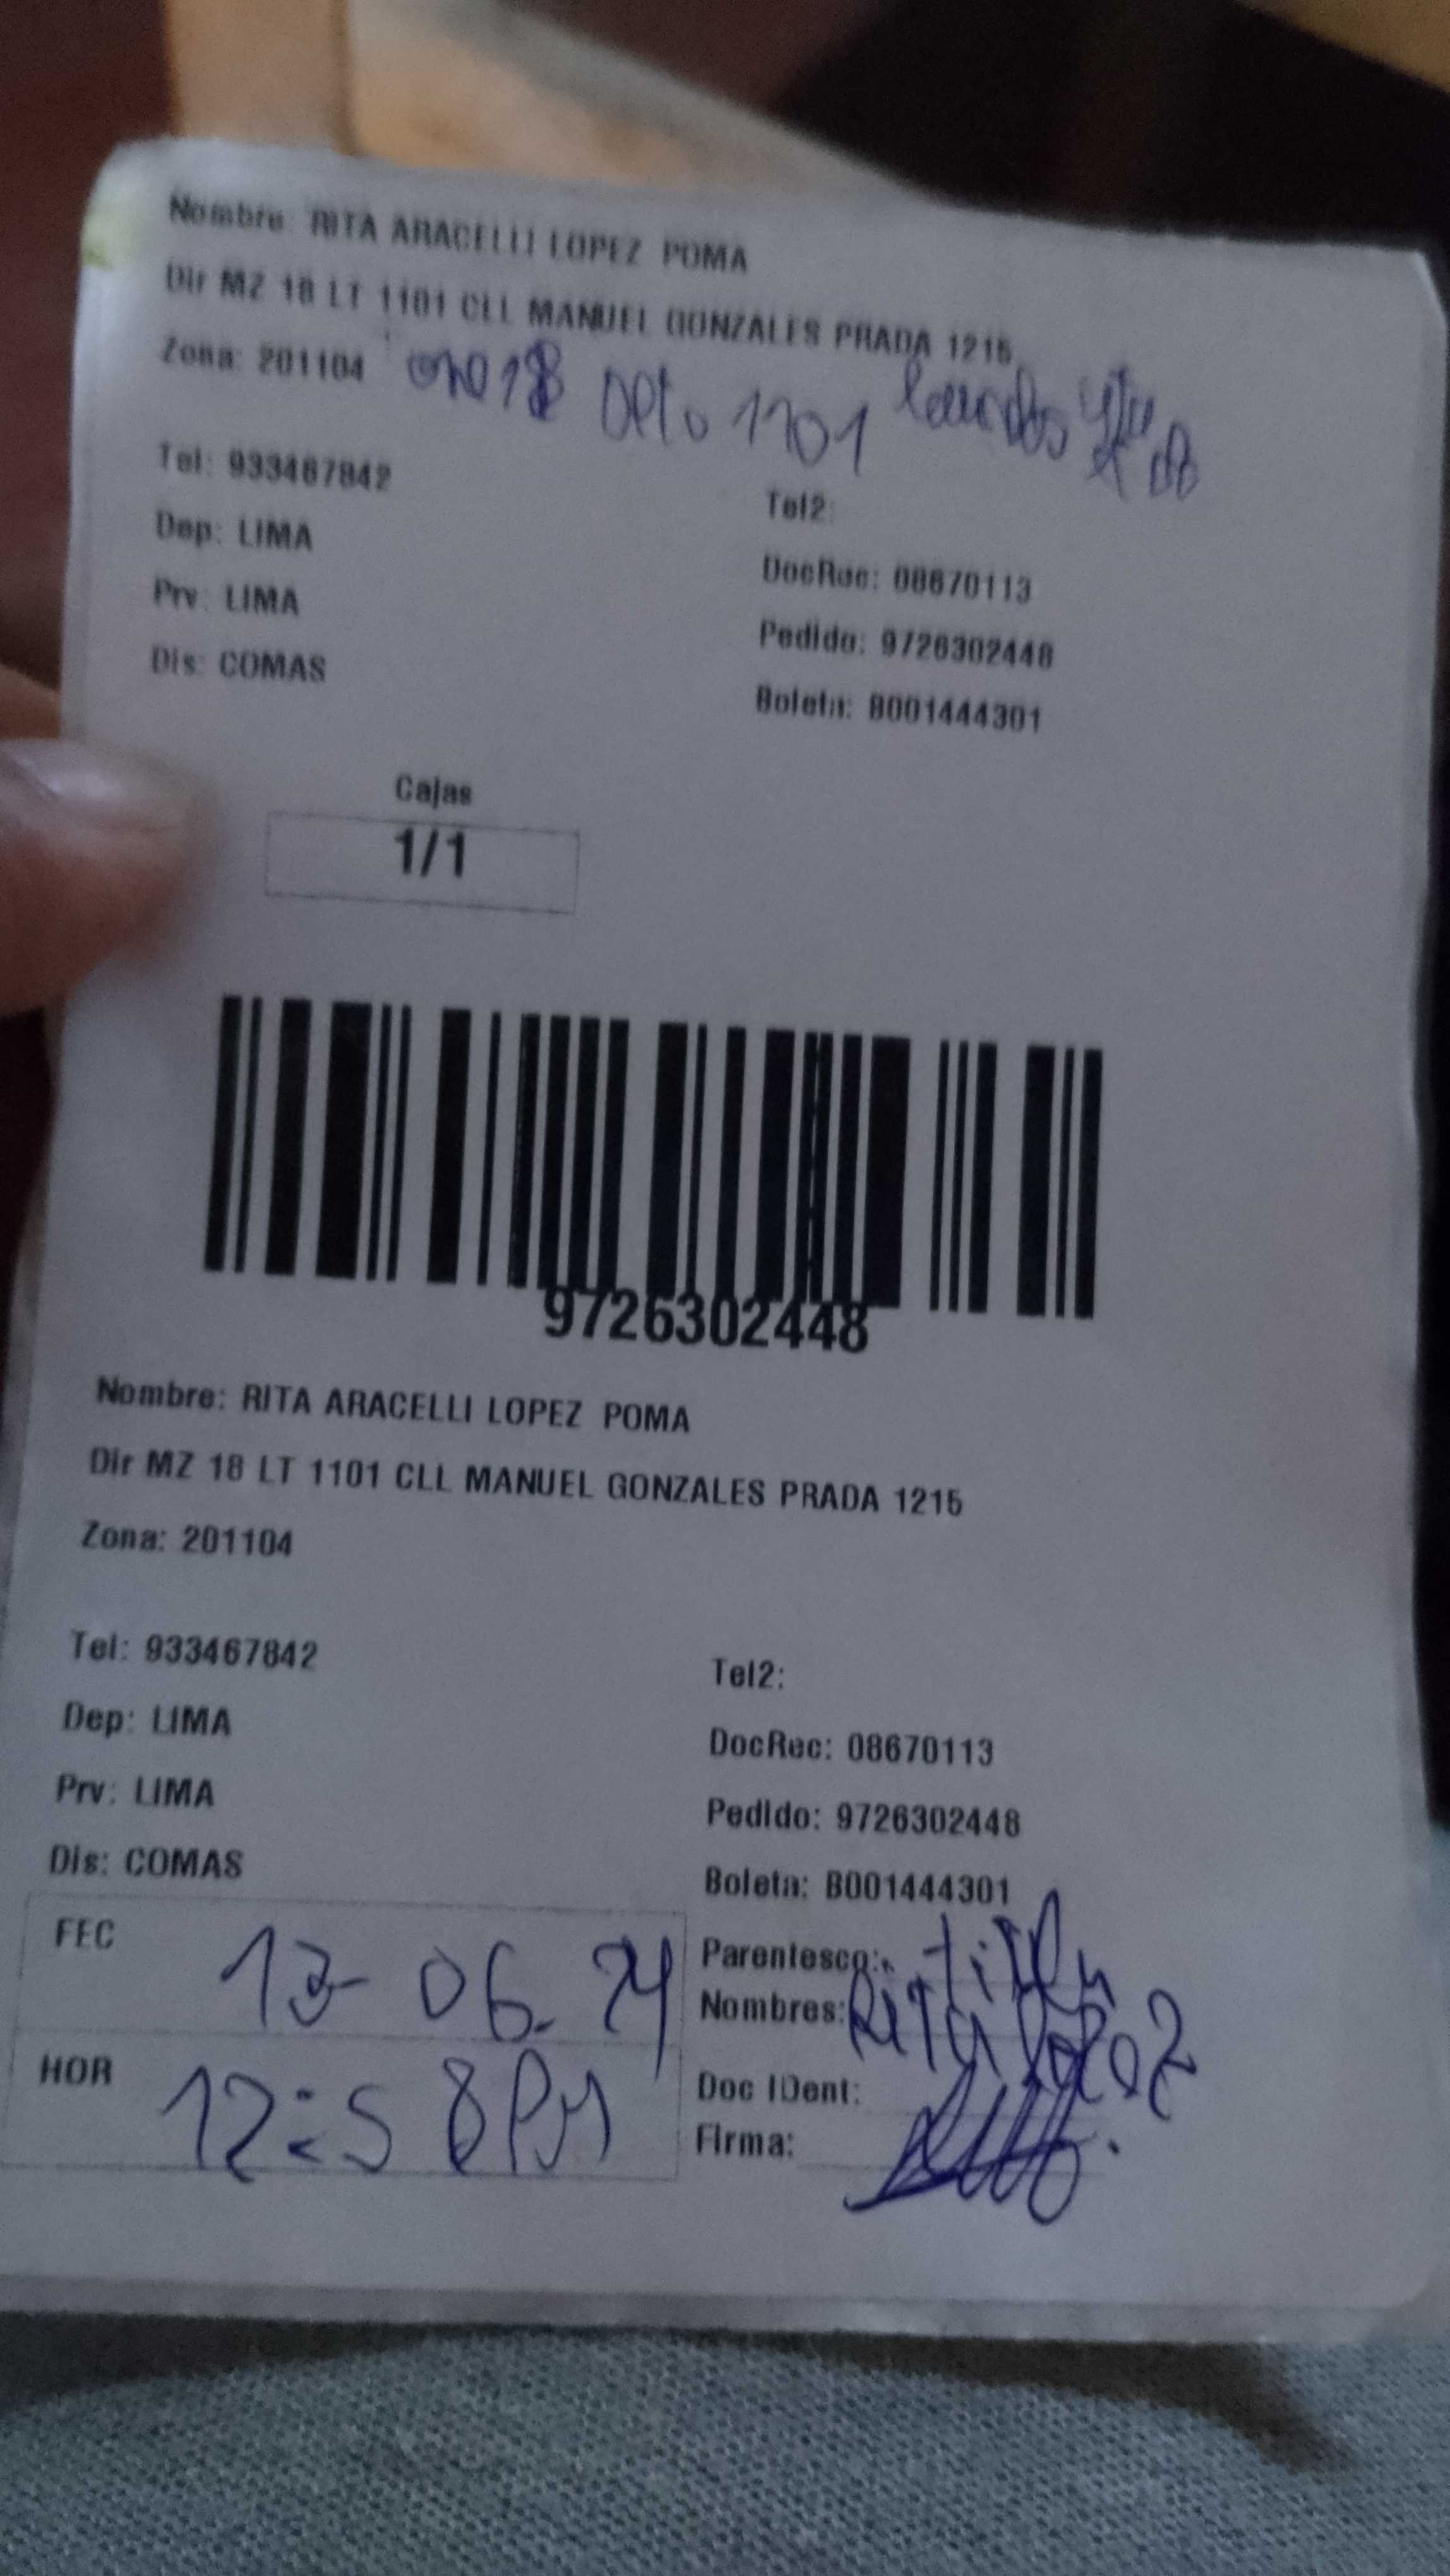 Nombre: RITA ARACELLI LOPEZ POMA
Dir MZ 18 LT 1101 CLL MANUEL GONZALES PRADA 1215
Zona: 201104
Dpto 1101
Tel: 933467842
Tel2:
Dep: LIMA
DocRec: 08670113
Prv: LIMA
Pedido: 9726302448
Dis: COMAS
Boleta: B001444301
Cajas
1/1
9726302448
Nombre: RITA ARACELLI LOPEZ POMA
Dir MZ 18 LT 1101 CLL MANUEL GONZALES PRADA 1215
Zona: 201104
Tel: 933467842
Tel2:
Dep: LIMA
DocRec: 08670113
Prv: LIMA
Pedido: 9726302448
Dis: COMAS
Boleta: B001444301
FEC 06. 24
Parentesco:
Nombres: Rita Lopez
HOR 12:58 PM
Doc IDent:
Firma: